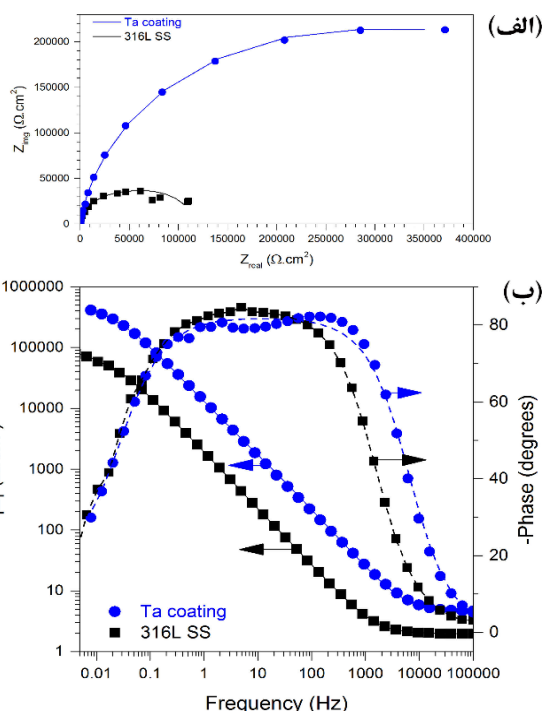 (الف)
Ta coating
316L SS
200000
150000
100000
50000
0
Z_img (Ω.cm²)
0 50000 100000 150000 200000 250000 300000 350000 400000
Z_real (Ω.cm²)
(ب)
1000000
100000
10000
1000
100
10
1
80
60
40
20
0
-Phase (degrees)
Ta coating
316L SS
0.01 0.1 1 10 100 1000 10000 100000
Frequency (Hz)